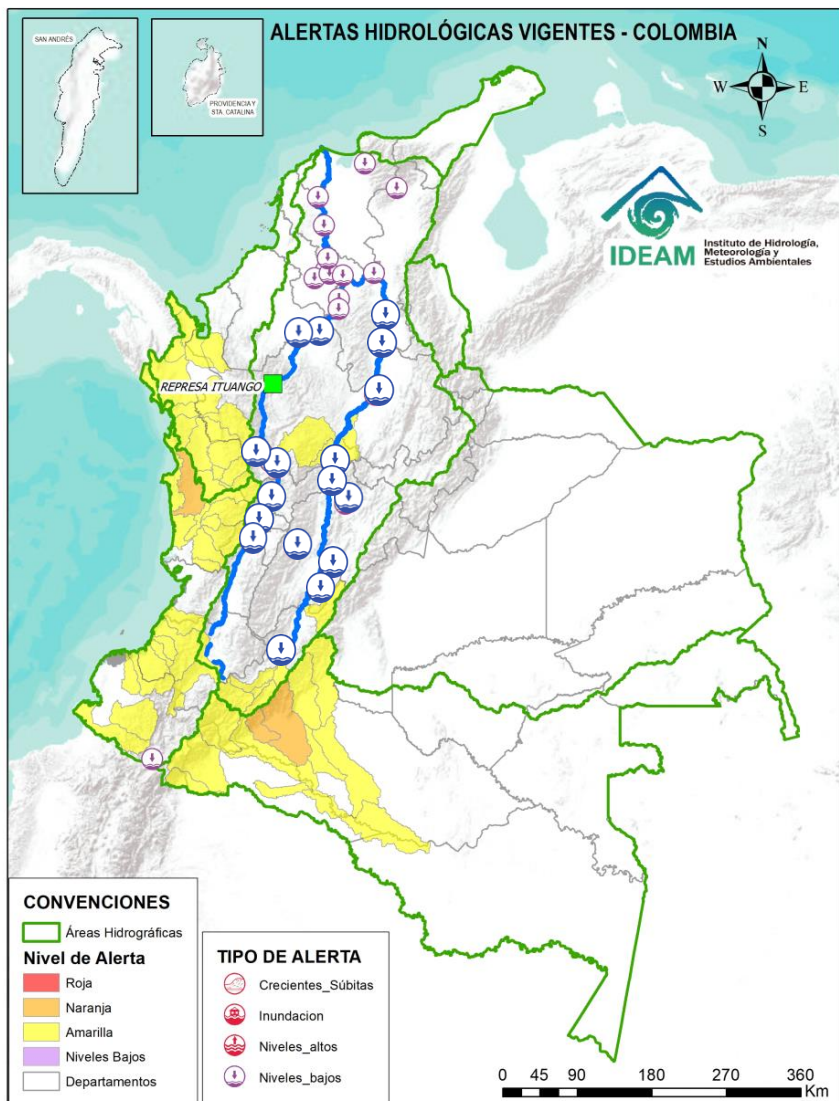 ALERTAS HIDROLÓGICAS VIGENTES - COLOMBIA
SAN ANDRÉS
PROVIDENCIA Y
STA. CATALINA
N
W
E
S
IDEAM
Instituto de Hidrología,
Meteorología y
Estudios Ambientales
REPRESA ITUANGO
CONVENCIONES
Áreas Hidrográficas
Nivel de Alerta
Roja
Naranja
Amarilla
Niveles Bajos
Departamentos
TIPO DE ALERTA
Crecientes_Súbitas
Inundacion
Niveles_altos
Niveles_bajos
0 45 90 180 270 360
Km